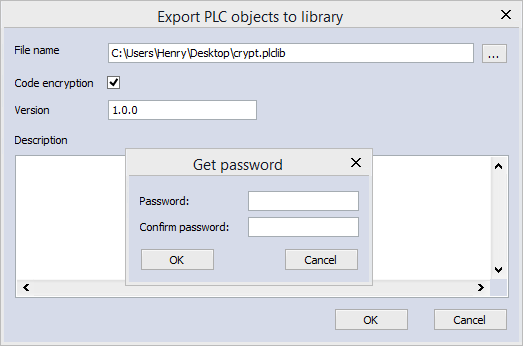 Export PLC objects to library
File name
C:\Users\Henry\Desktop\crypt.plclib
...
Code encryption
Version
1.0.0
Description
Get password
Password:
Confirm password:
OK
Cancel
OK
Cancel